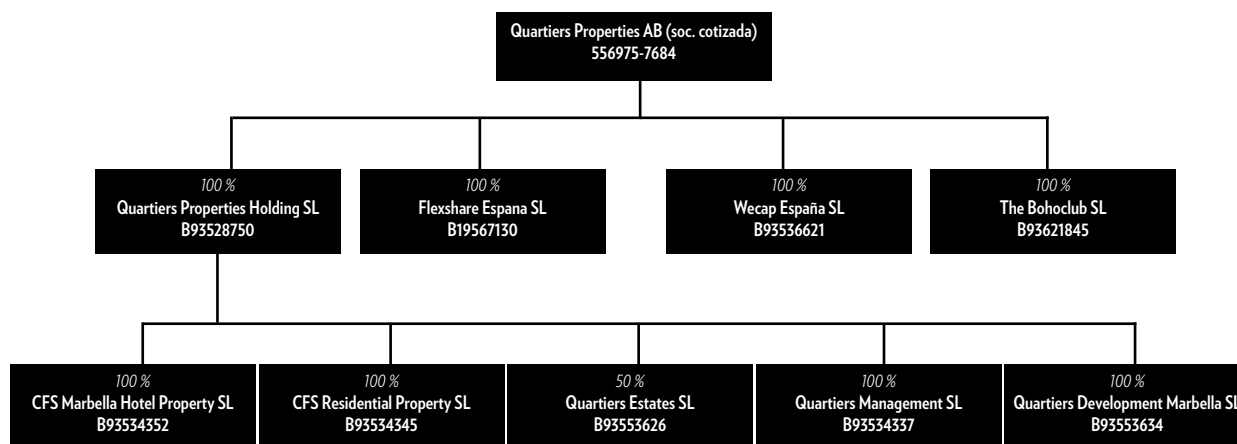 Quartiers Properties AB (soc. cotizada)
556975-7684
100 %
Quartiers Properties Holding SL
B93528750
100 %
Flexshare Espana SL
B19567130
100 %
Wecap España SL
B93536621
100 %
The Bohoclub SL
B93621845
100 %
CFS Marbella Hotel Property SL
B93534352
100 %
CFS Residential Property SL
B93534345
50 %
Quartiers Estates SL
B93553626
100 %
Quartiers Management SL
B93534337
100 %
Quartiers Development Marbella SL
B93553634